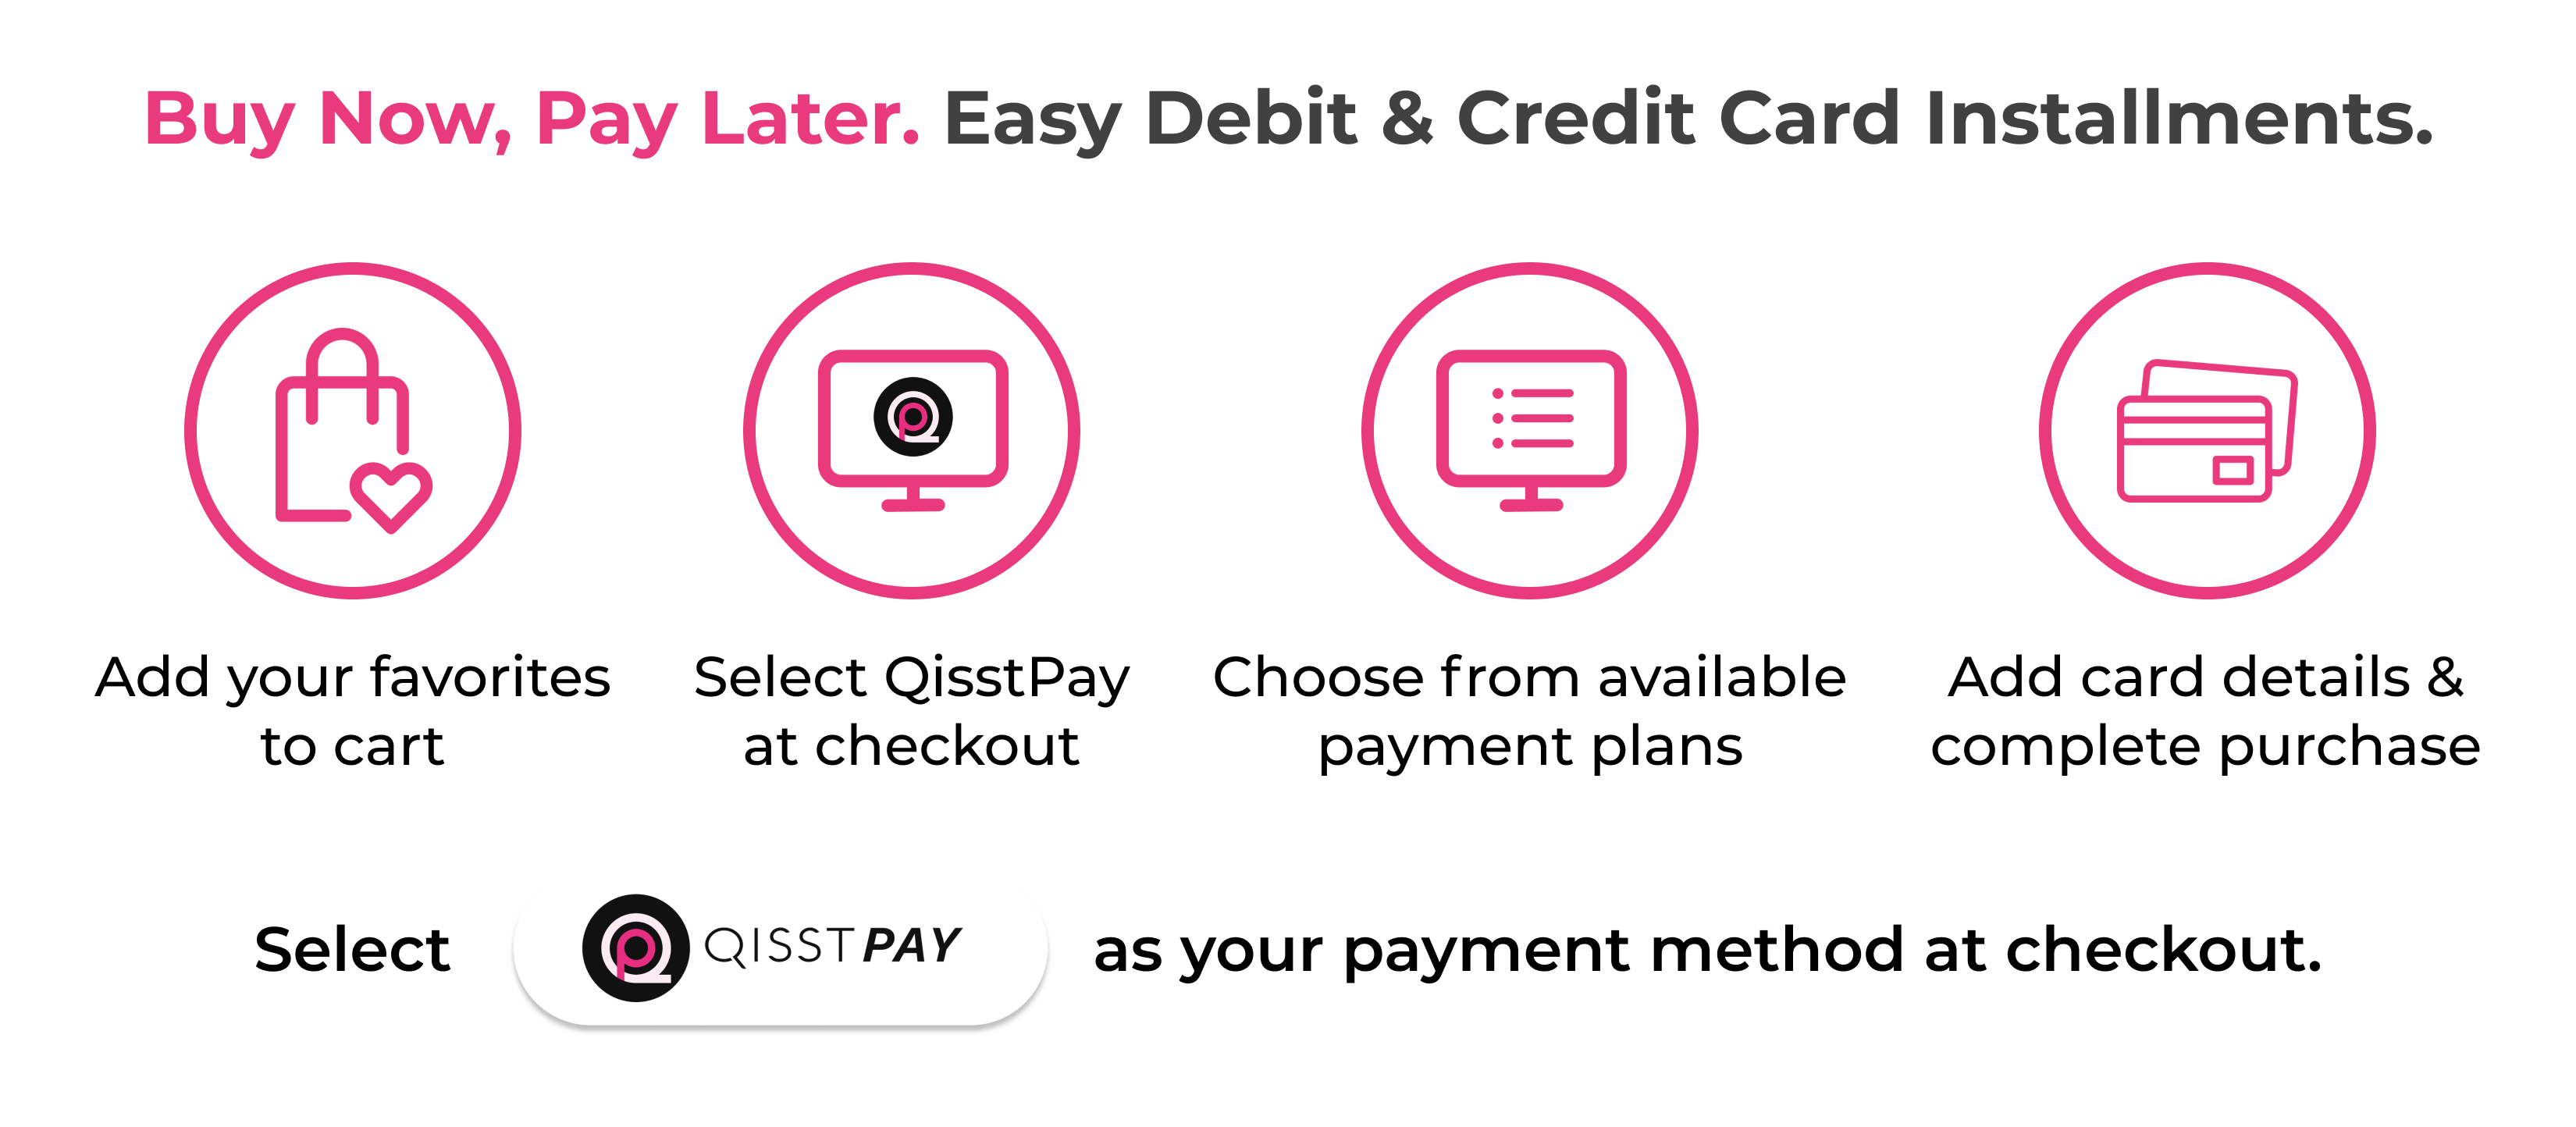 Buy Now, Pay Later. Easy Debit & Credit Card Installments.
Add your favorites
to cart
Select QisstPay
at checkout
Choose from available
payment plans
Add card details &
complete purchase
Select QISSTPAY as your payment method at checkout.